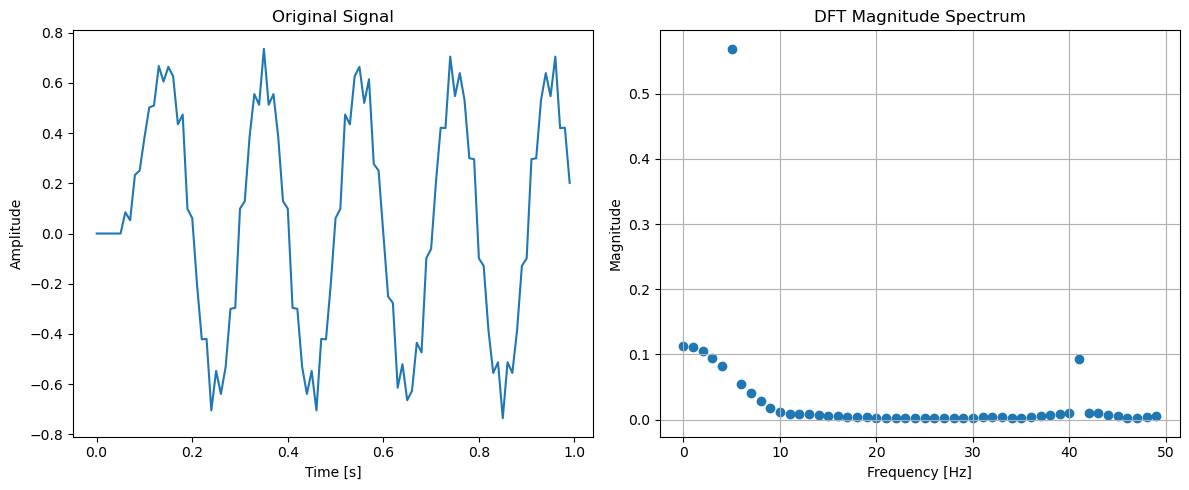 Original Signal
Amplitude
0.8
0.6
0.4
0.2
0.0
−0.2
−0.4
−0.6
−0.8
0.0 0.2 0.4 0.6 0.8 1.0
Time [s]
DFT Magnitude Spectrum
Magnitude
0.5
0.4
0.3
0.2
0.1
0.0
0 10 20 30 40 50
Frequency [Hz]